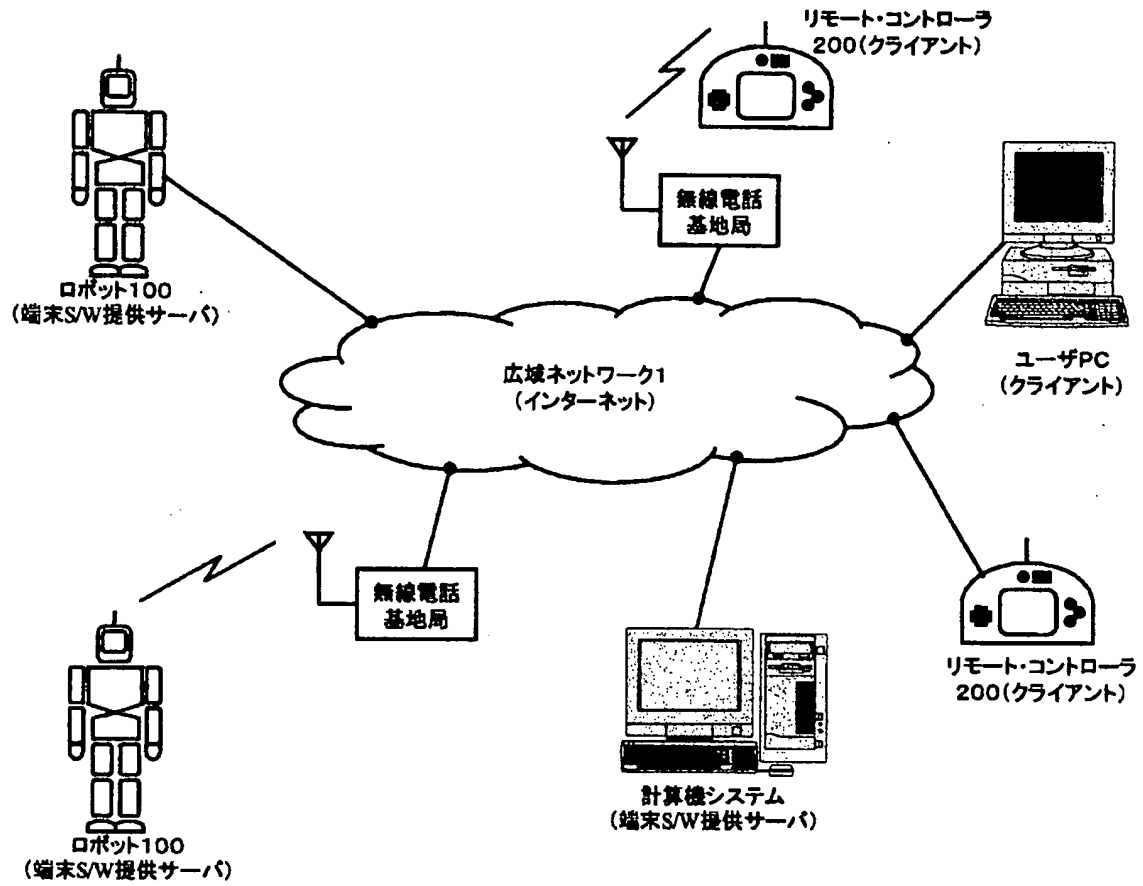 リモート・コントローラ
200(クライアント)
無線電話
基地局
ロボット100
(端末S/W提供サーバ)
広域ネットワーク1
(インターネット)
ユーザPC
(クライアント)
無線電話
基地局
リモート・コントローラ
200(クライアント)
計算機システム
(端末S/W提供サーバ)
ロボット100
(端末S/W提供サーバ)